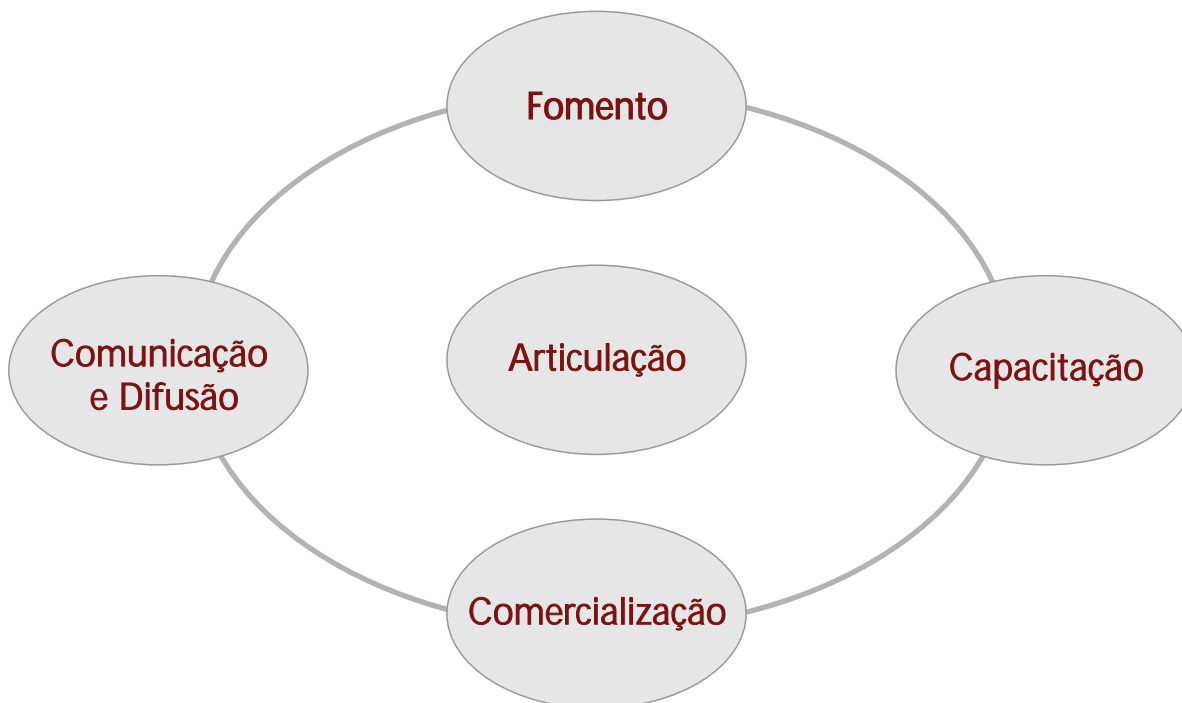 Fomento
Comunicação
e Difusão
Articulação
Capacitação
Comercialização